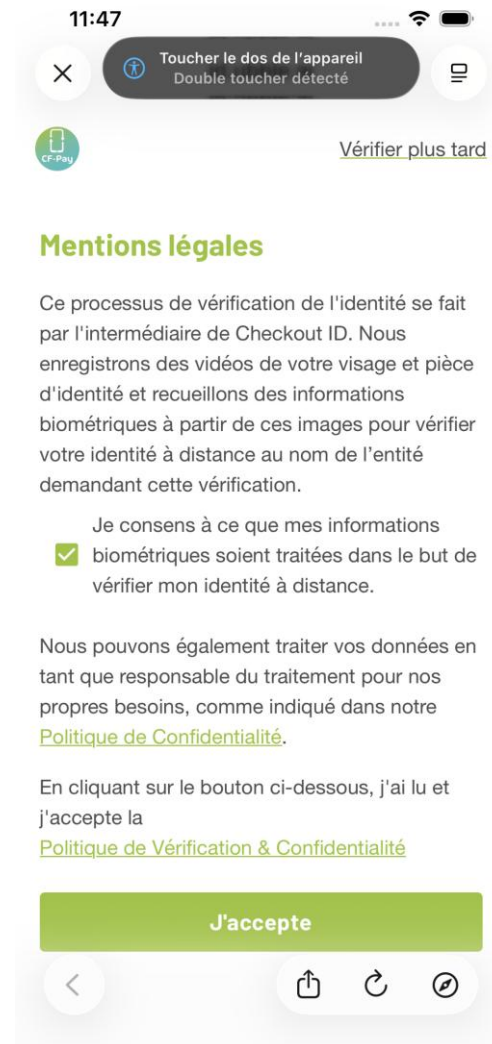 11:47
Toucher le dos de l'appareil
Double toucher détecté
CF-Pay
Vérifier plus tard
Mentions légales
Ce processus de vérification de l'identité se fait
par l'intermédiaire de Checkout ID. Nous
enregistrons des vidéos de votre visage et pièce
d'identité et recueillons des informations
biométriques à partir de ces images pour vérifier
votre identité à distance au nom de l’entité
demandant cette vérification.
Je consens à ce que mes informations
biométriques soient traitées dans le but de
vérifier mon identité à distance.
Nous pouvons également traiter vos données en
tant que responsable du traitement pour nos
propres besoins, comme indiqué dans notre
Politique de Confidentialité.
En cliquant sur le bouton ci-dessous, j'ai lu et
j'accepte la
Politique de Vérification & Confidentialité
J'accepte